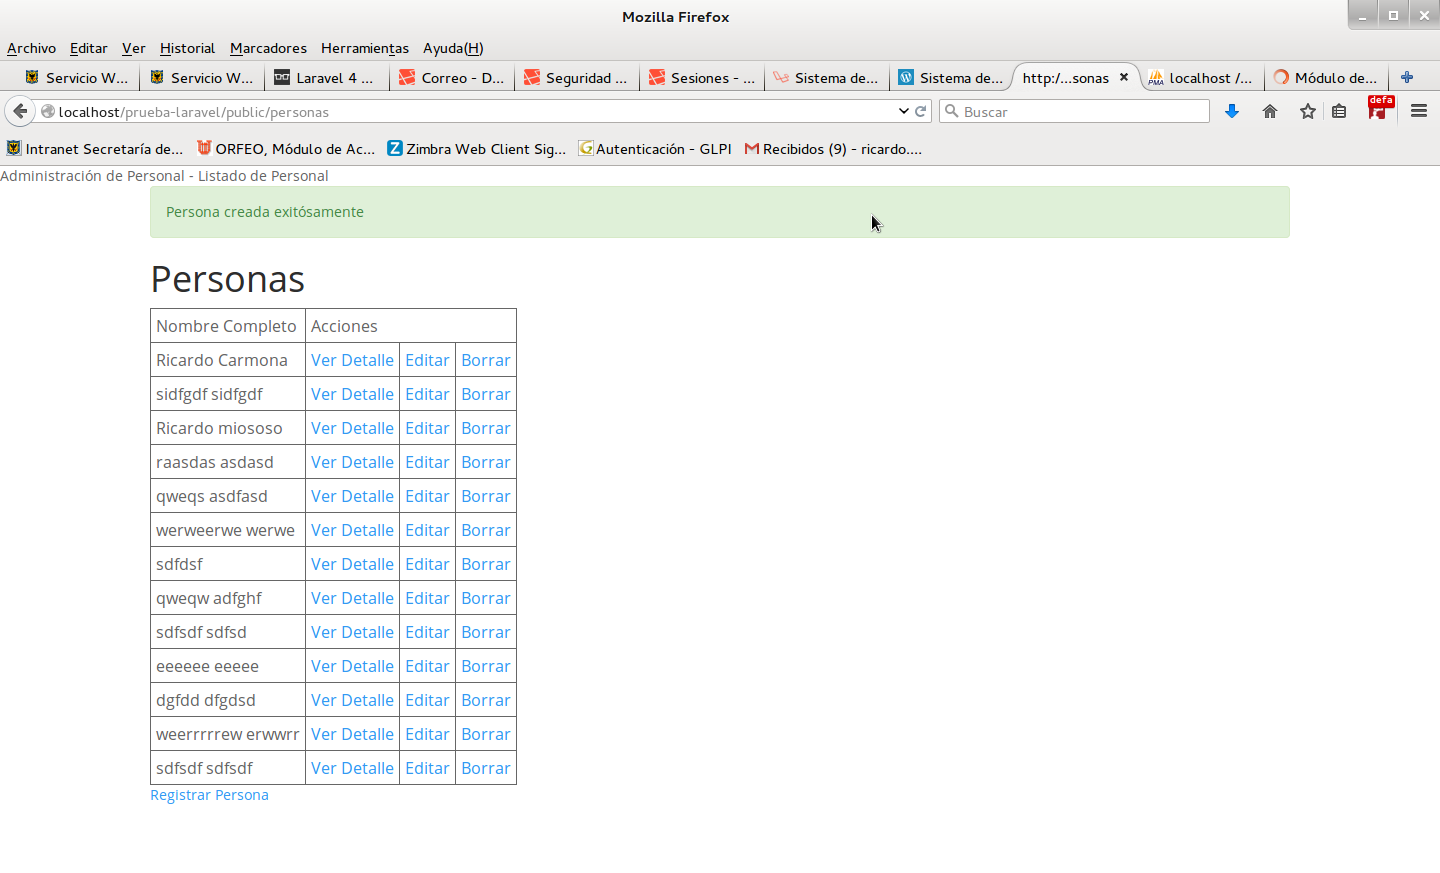 Mozilla Firefox
Archivo Editar Ver Historial Marcadores Herramientas Ayuda(H)
Servicio W... Servicio W... Laravel 4 ... Correo - D... Seguridad ... Sesiones - ... Sistema de... Sistema de... http:/...sonas localhost /... Módulo de...
localhost/prueba-laravel/public/personas Buscar defa
Intranet Secretaría de... ORFEO, Módulo de Ac... Zimbra Web Client Sig... Autenticación - GLPI Recibidos (9) - ricardo....
Administración de Personal - Listado de Personal
Persona creada exitósamente
Personas
Nombre Completo Acciones
Ricardo Carmona Ver Detalle Editar Borrar
sidfgdf sidfgdf Ver Detalle Editar Borrar
Ricardo miososo Ver Detalle Editar Borrar
raasdas asdasd Ver Detalle Editar Borrar
qweqs asdfasd Ver Detalle Editar Borrar
werweerwe werwe Ver Detalle Editar Borrar
sdfdsf Ver Detalle Editar Borrar
qweqw adfghf Ver Detalle Editar Borrar
sdfsdf sdfsd Ver Detalle Editar Borrar
eeeeee eeeee Ver Detalle Editar Borrar
dgfdd dfgdsd Ver Detalle Editar Borrar
weerrrrrew erwwrr Ver Detalle Editar Borrar
sdfsdf sdfsdf Ver Detalle Editar Borrar
Registrar Persona